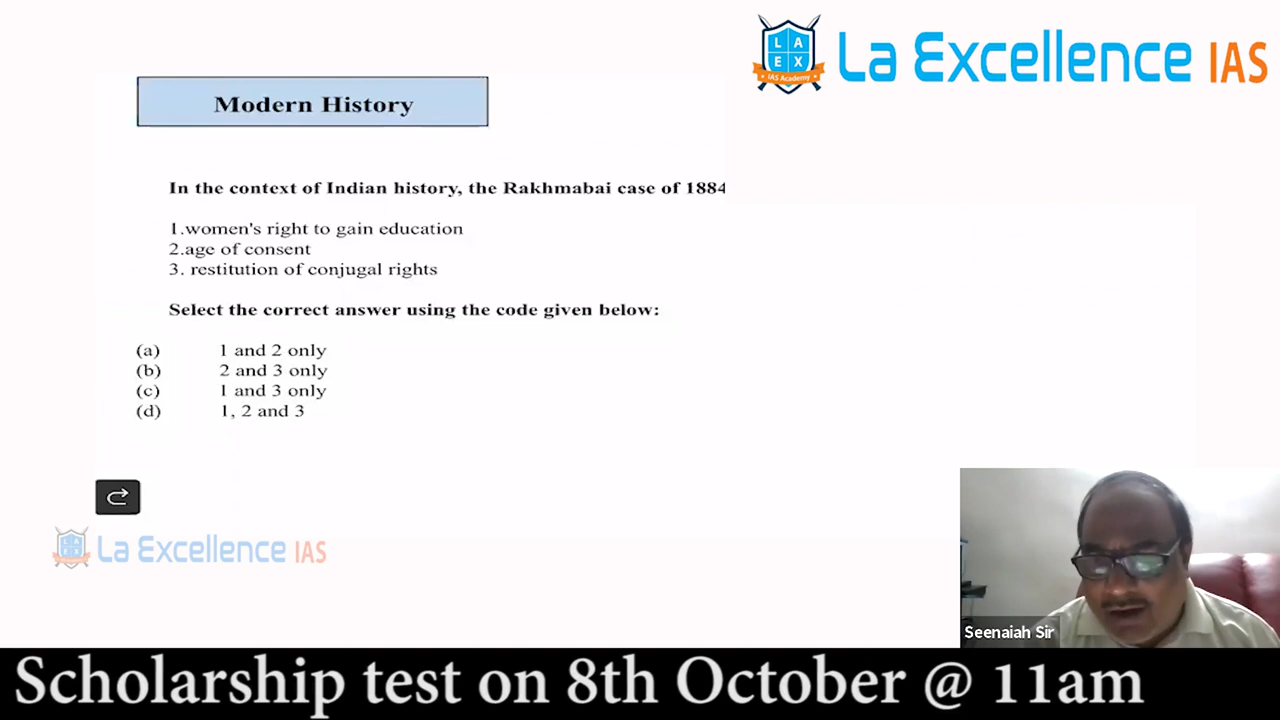 L A
E X
IAS Academy
La Excellence IAS
Modern History
In the context of Indian history, the Rakhmabai case of 1884
1.women's right to gain education
2.age of consent
3. restitution of conjugal rights
Select the correct answer using the code given below:
(a) 1 and 2 only
(b) 2 and 3 only
(c) 1 and 3 only
(d) 1, 2 and 3
L A
E X
La Excellence IAS
Seenaiah Sir
Scholarship test on 8th October @ 11am